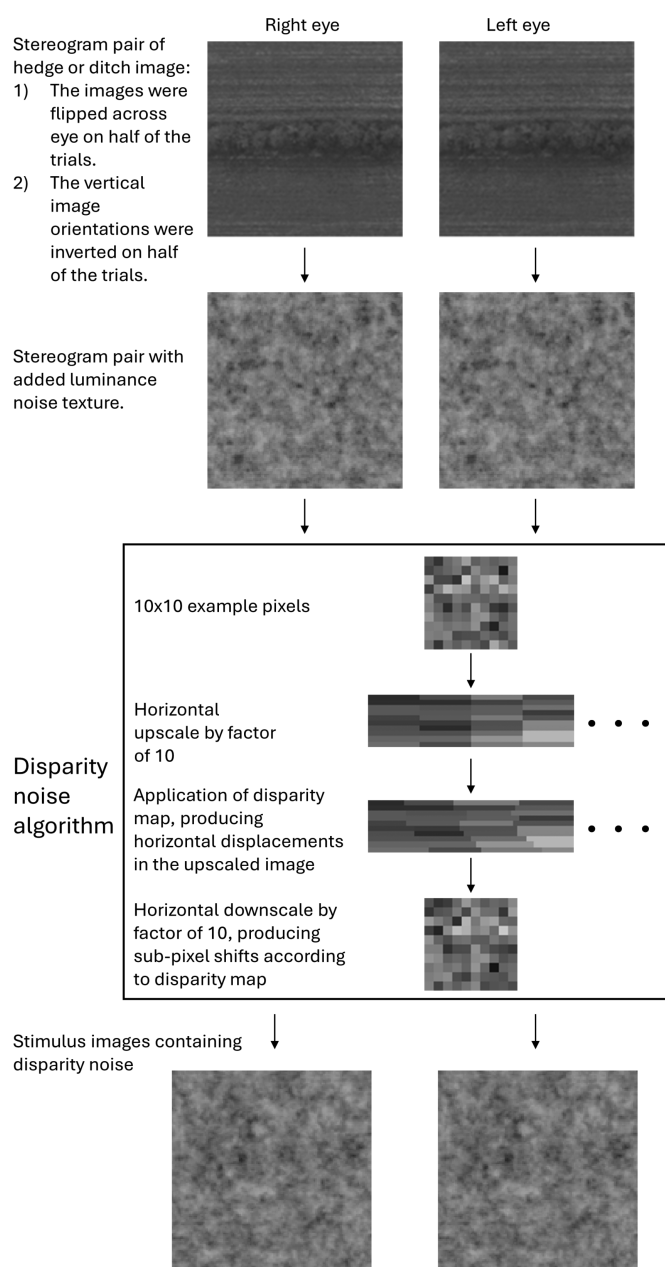 Right eye
Left eye
Stereogram pair of
hedge or ditch image:
1) The images were
flipped across
eye on half of the
trials.
2) The vertical
image
orientations were
inverted on half
of the trials.
Stereogram pair with
added luminance
noise texture.
Disparity
noise
algorithm
10x10 example pixels
Horizontal
upscale by factor
of 10
Application of disparity
map, producing
horizontal displacements
in the upscaled image
Horizontal downscale by
factor of 10, producing
sub-pixel shifts according
to disparity map
Stimulus images containing
disparity noise